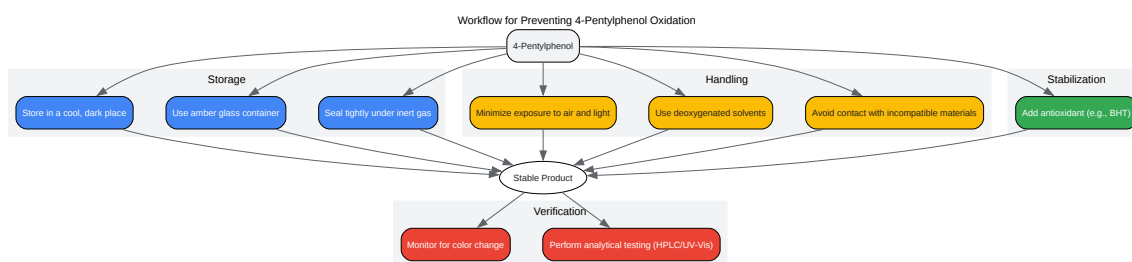 Workflow for Preventing 4-Pentylphenol Oxidation
4-Pentylphenol
Storage
Handling
Stabilization
Store in a cool, dark place
Use amber glass container
Seal tightly under inert gas
Minimize exposure to air and light
Use deoxygenated solvents
Avoid contact with incompatible materials
Add antioxidant (e.g., BHT)
Stable Product
Verification
Monitor for color change
Perform analytical testing (HPLC/UV-Vis)